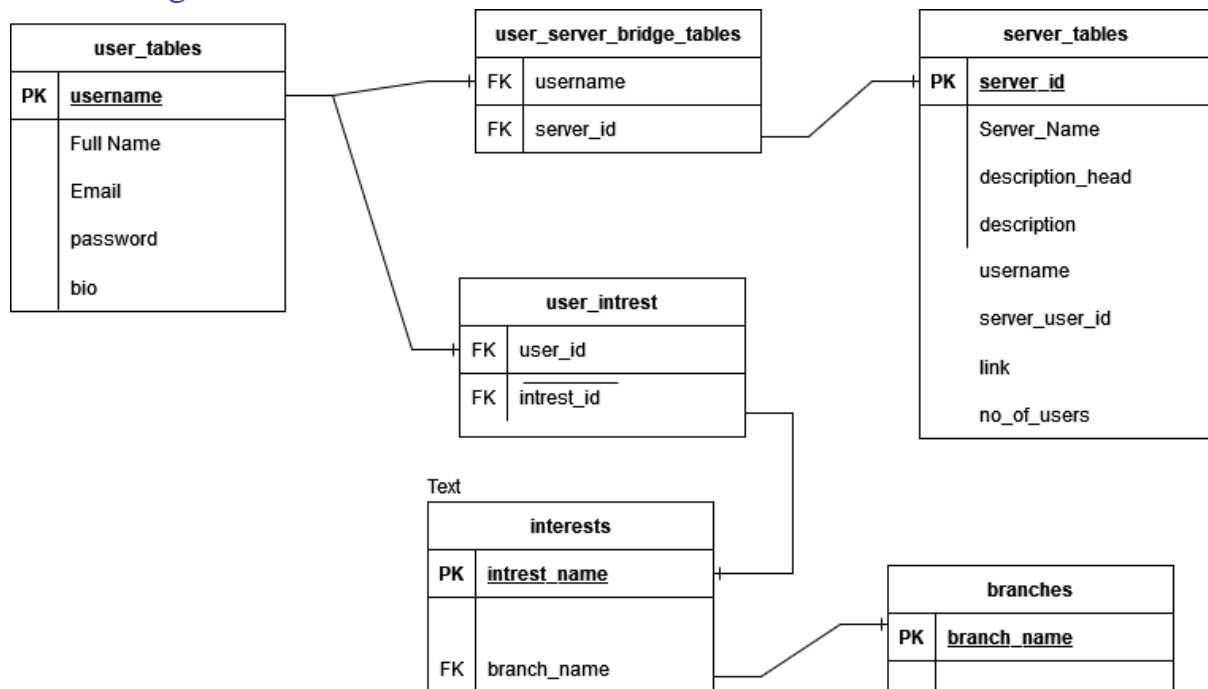 user_tables
PK username
Full Name
Email
password
bio
user_server_bridge_tables
FK username
FK server_id
server_tables
PK server_id
Server_Name
description_head
description
username
server_user_id
link
no_of_users
user_intrest
FK user_id
FK intrest_id
Text
interests
PK intrest_name
FK branch_name
branches
PK branch_name